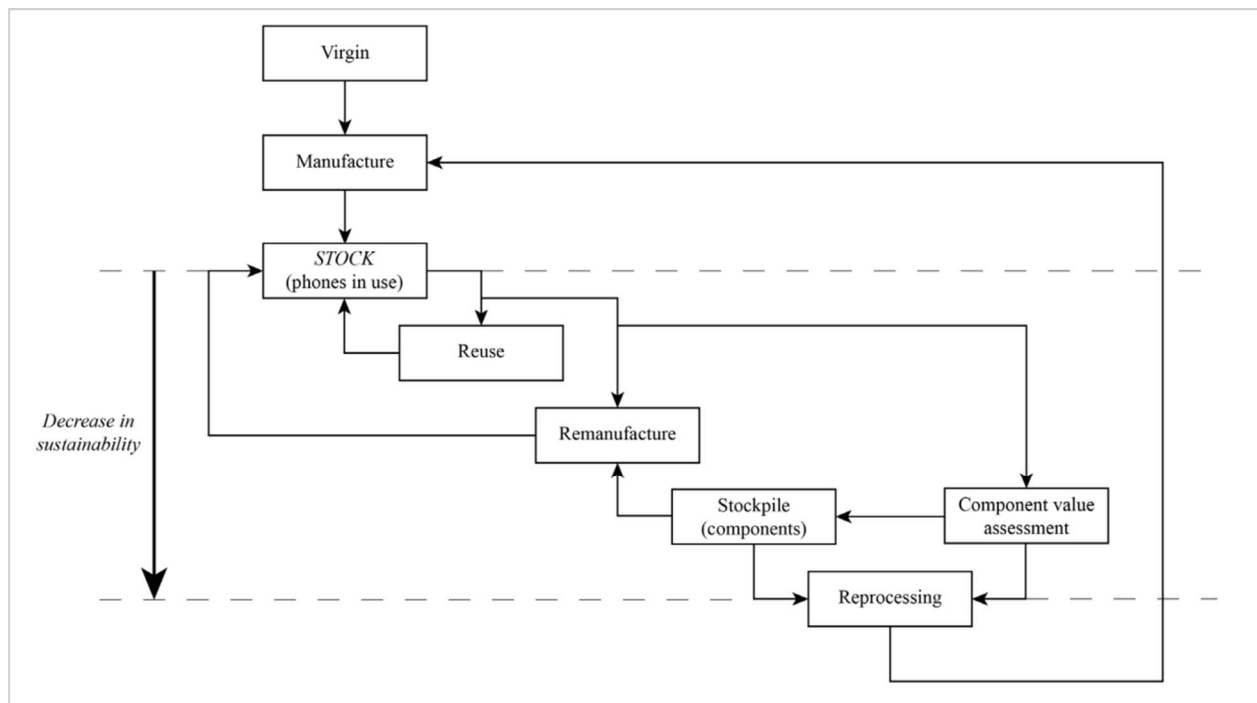 Virgin
Manufacture
STOCK
(phones in use)
Reuse
Decrease in
sustainability
Remanufacture
Stockpile
(components)
Component value
assessment
Reprocessing